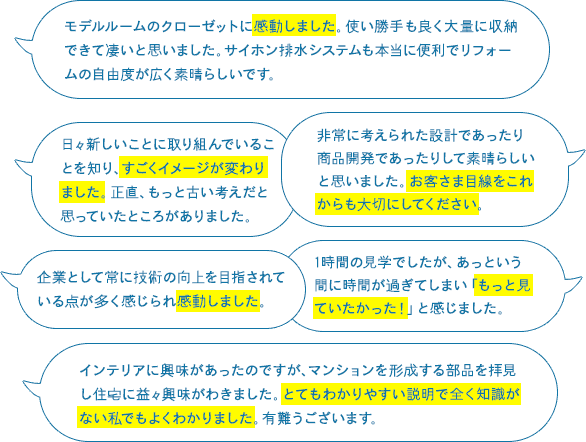 モデルルームのクローゼットに感動しました。使い勝手も良く大量に収納
できて凄いと思いました。サイホン排水システムも本当に便利でリフォー
ムの自由度が広く素晴らしいです。
日々新しいことに取り組んでいるこ
とを知り、すごくイメージが変わり
ました。正直、もっと古い考えだと
思っていたところがありました。
非常に考えられた設計であったり
商品開発であったりして素晴らしい
と思いました。お客さま目線をこれ
からも大切にしてください。
企業として常に技術の向上を目指されて
いる点が多く感じられ感動しました。
1時間の見学でしたが、あっという
間に時間が過ぎてしまい「もっと見
ていたかった！」と感じました。
インテリアに興味があったのですが、マンションを形成する部品を拝見
し住宅に益々興味がわきました。とてもわかりやすい説明で全く知識が
ない私でもよくわかりました。有難うございます。